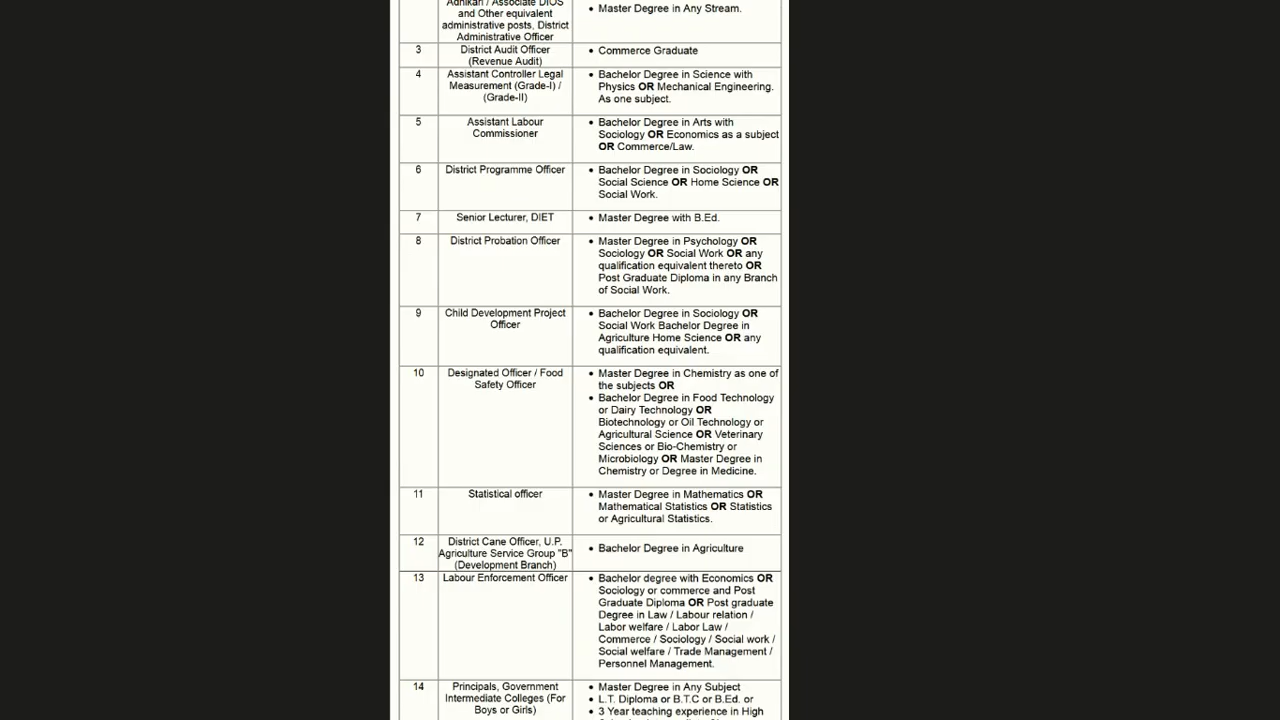 Adhikari / Associate DIOS
and Other equivalent
administrative posts, District
Administrative Officer
• Master Degree in Any Stream.
3
District Audit Officer
(Revenue Audit)
• Commerce Graduate
4
Assistant Controller Legal
Measurement (Grade-I) /
(Grade-II)
• Bachelor Degree in Science with
Physics OR Mechanical Engineering.
As one subject.
5
Assistant Labour
Commissioner
• Bachelor Degree in Arts with
Sociology OR Economics as a subject
OR Commerce/Law.
6
District Programme Officer
• Bachelor Degree in Sociology OR
Social Science OR Home Science OR
Social Work.
7
Senior Lecturer, DIET
• Master Degree with B.Ed.
8
District Probation Officer
• Master Degree in Psychology OR
Sociology OR Social Work OR any
qualification equivalent thereto OR
Post Graduate Diploma in any Branch
of Social Work.
9
Child Development Project
Officer
• Bachelor Degree in Sociology OR
Social Work Bachelor Degree in
Agriculture Home Science OR any
qualification equivalent.
10
Designated Officer / Food
Safety Officer
• Master Degree in Chemistry as one of
the subjects OR
• Bachelor Degree in Food Technology
or Dairy Technology OR
Biotechnology or Oil Technology or
Agricultural Science OR Veterinary
Sciences or Bio-Chemistry or
Microbiology OR Master Degree in
Chemistry or Degree in Medicine.
11
Statistical officer
• Master Degree in Mathematics OR
Mathematical Statistics OR Statistics
or Agricultural Statistics.
12
District Cane Officer, U.P.
Agriculture Service Group "B"
(Development Branch)
• Bachelor Degree in Agriculture
13
Labour Enforcement Officer
• Bachelor degree with Economics OR
Sociology or commerce and Post
Graduate Diploma OR Post graduate
Degree in Law / Labour relation /
Labor welfare / Labor Law /
Commerce / Sociology / Social work /
Social welfare / Trade Management /
Personnel Management.
14
Principals, Government
Intermediate Colleges (For
Boys or Girls)
• Master Degree in Any Subject
• L.T. Diploma or B.T.C or B.Ed. or
• 3 Year teaching experience in High